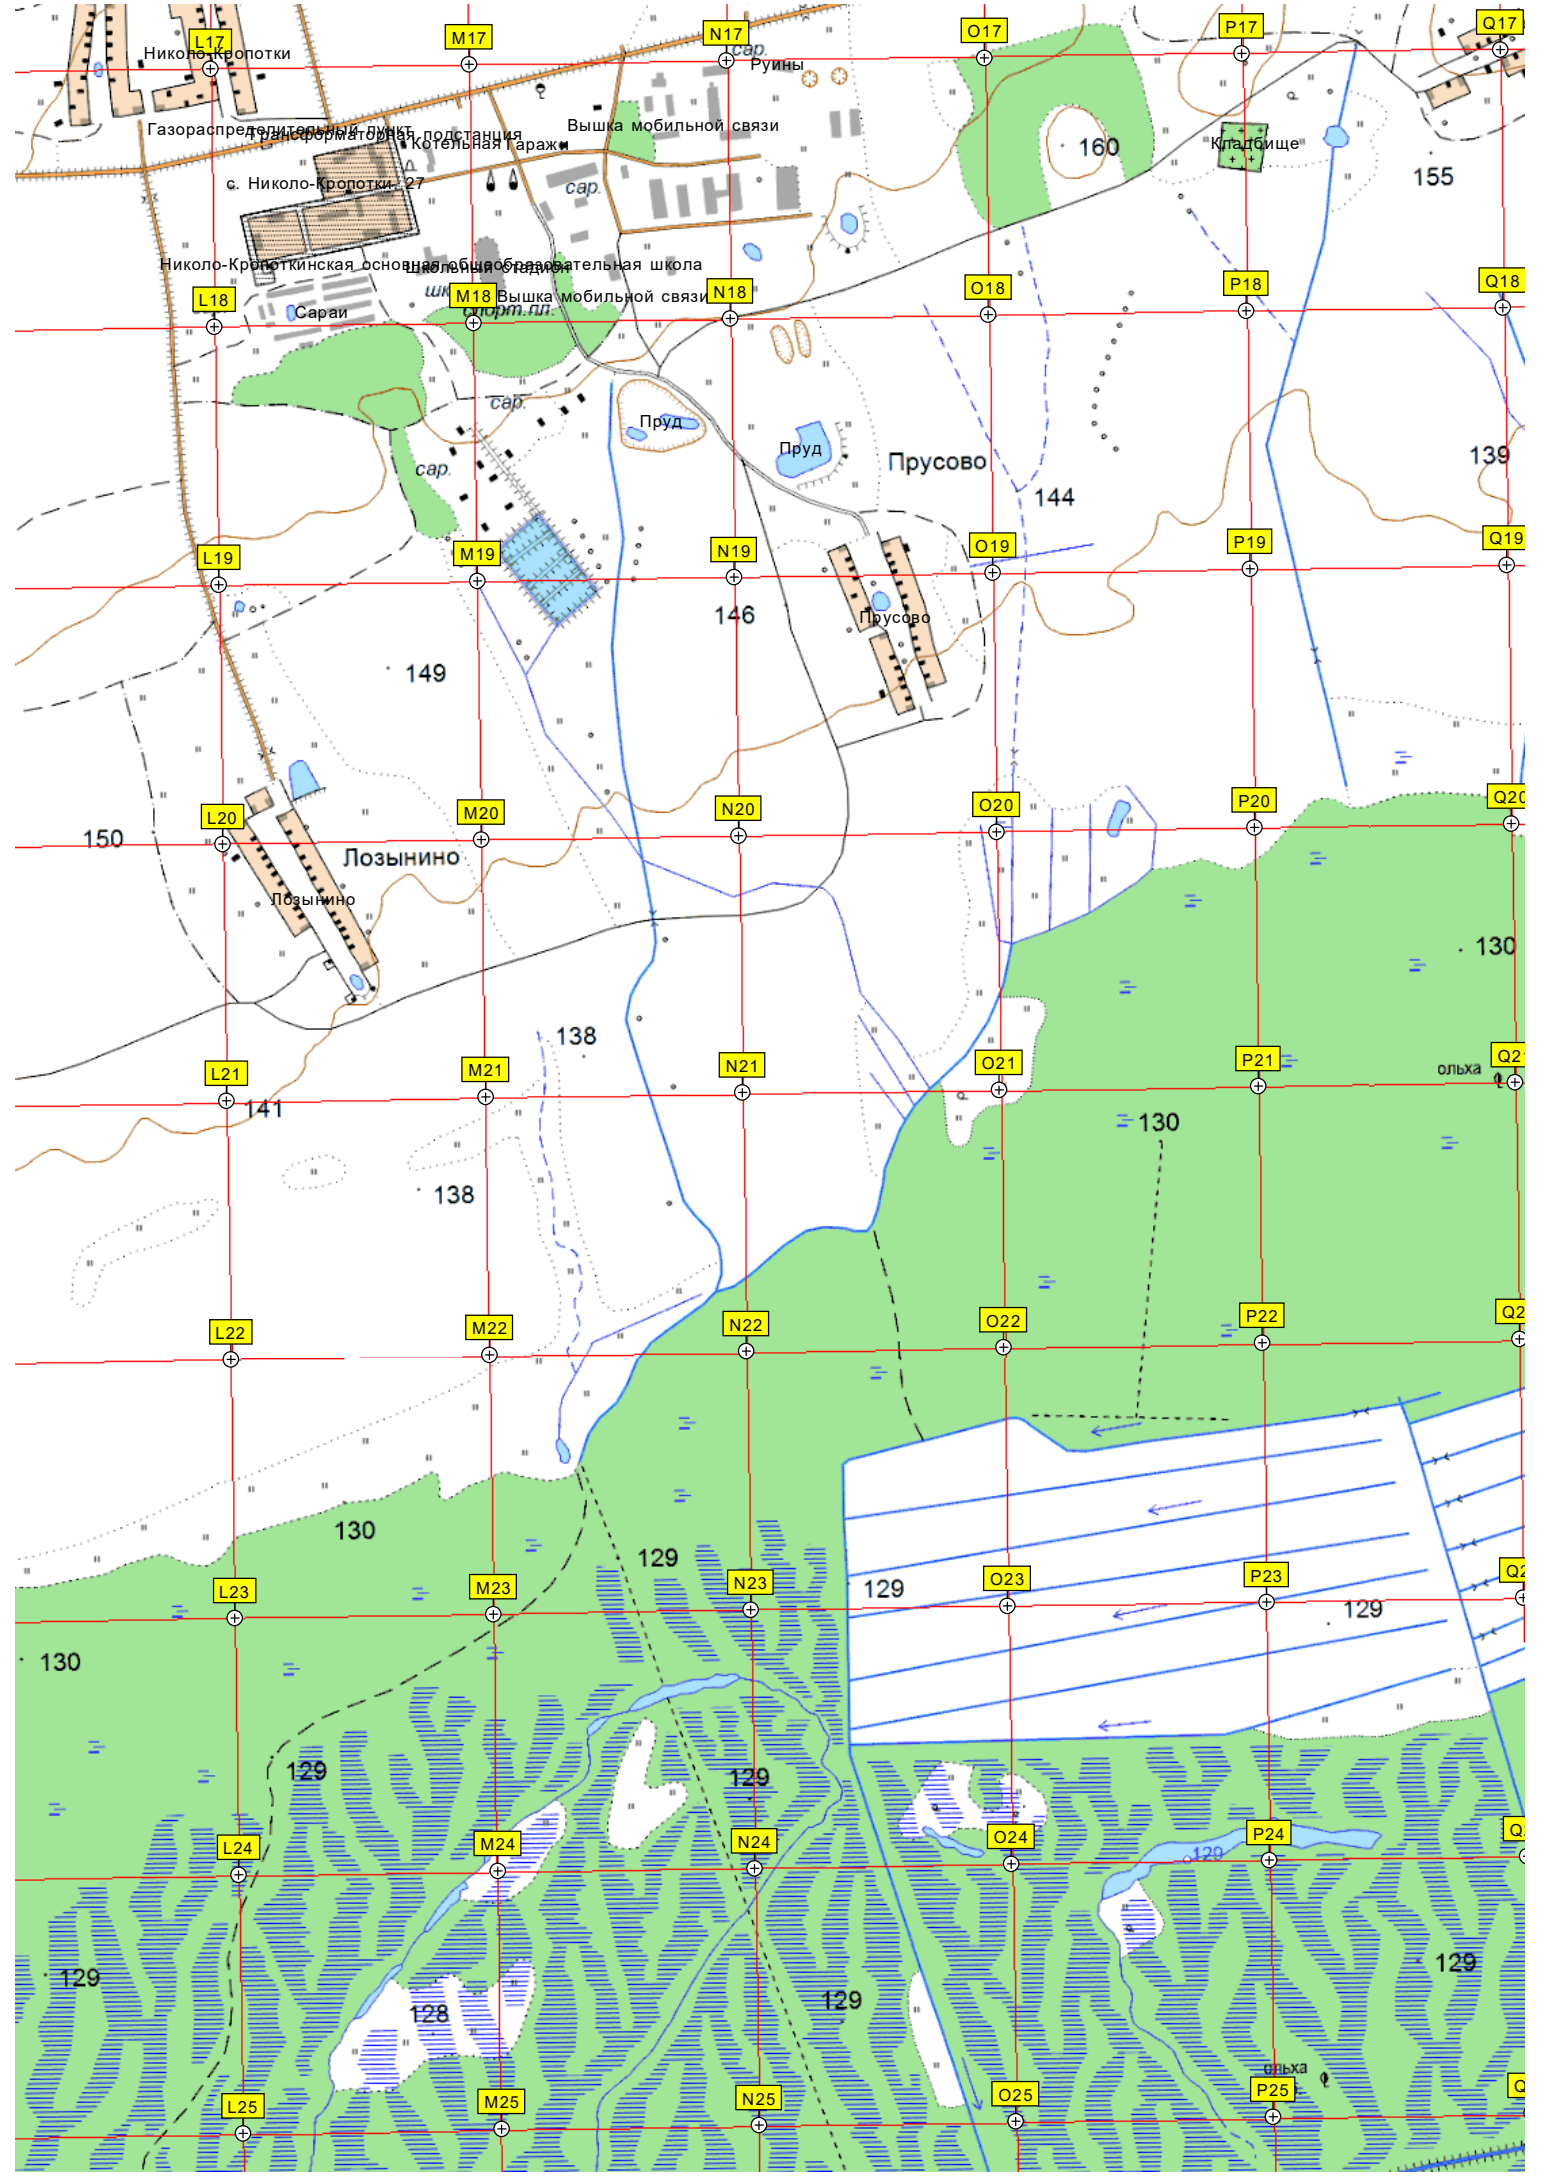 L17
M17
N17
O17
P17
Q17
Николо-Кропотки
сар.
Руины
Газораспределительный пункт
Трансформаторная подстанция
Котельная
Гаражи
Вышка мобильной связи
160
Кладбище
155
с. Николо-Кропотки, 27
сар.
Николо-Кропоткинская основная общеобразовательная школа
Школьный стадион
L18
M18
N18
O18
P18
Q18
Вышка мобильной связи
Сараи
спорт.пл.
сар.
Пруд
Пруд
Прусово
139
сар.
144
L19
M19
N19
O19
P19
Q19
146
Прусово
149
L20
M20
N20
O20
P20
Q20
150
Лозынино
Лозынино
130
138
L21
M21
N21
O21
P21
ольха
141
130
138
L22
M22
N22
O22
P22
130
129
L23
M23
N23
O23
P23
129
129
130
129
129
L24
M24
N24
O24
P24
129
129
129
128
129
ольха
L25
M25
N25
O25
P25